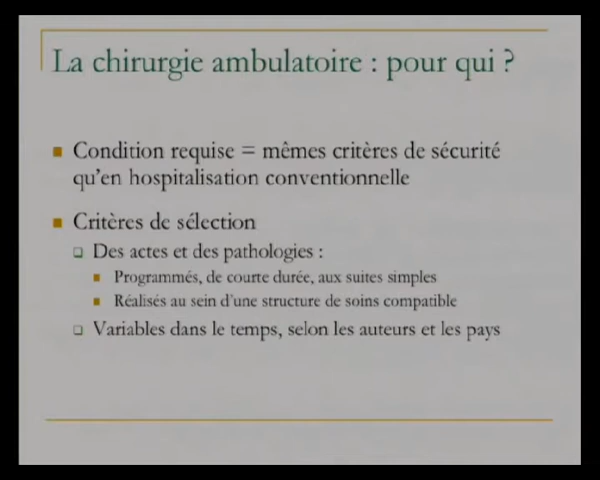 La chirurgie ambulatoire : pour qui ?
Condition requise = mêmes critères de sécurité
qu'en hospitalisation conventionnelle
Critères de sélection
Des actes et des pathologies :
Programmés, de courte durée, aux suites simples
Réalisés au sein d'une structure de soins compatible
Variables dans le temps, selon les auteurs et les pays